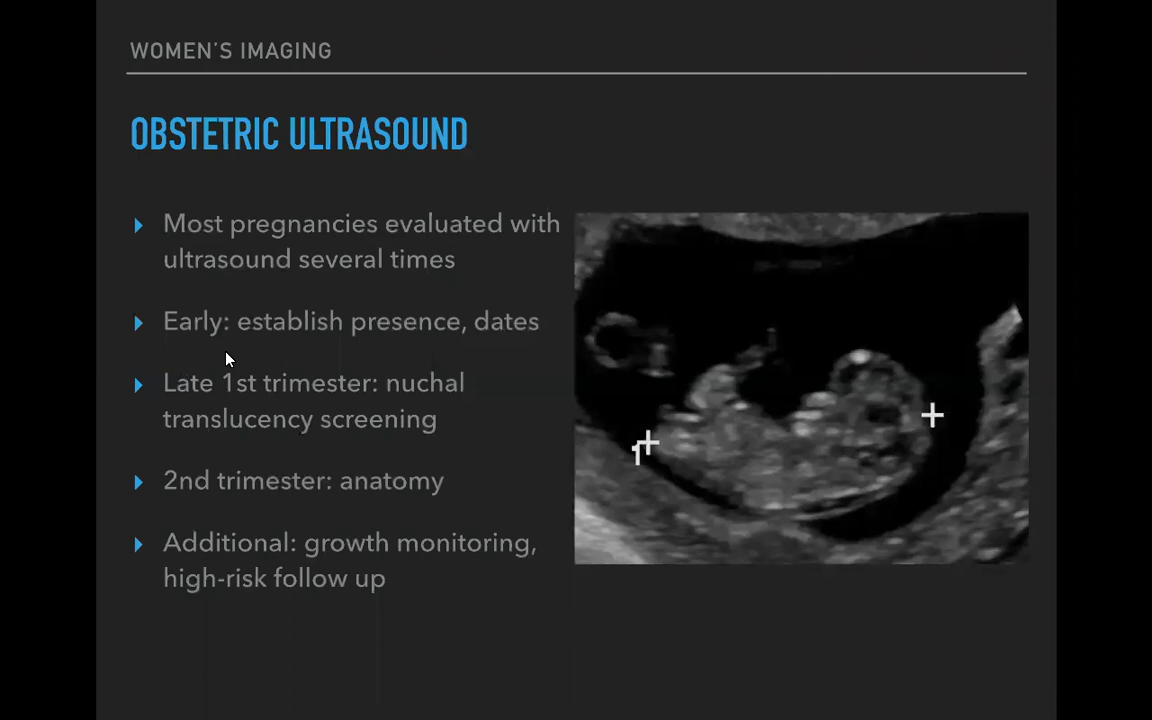 WOMEN'S IMAGING
OBSTETRIC ULTRASOUND
Most pregnancies evaluated with
ultrasound several times
Early: establish presence, dates
Late 1st trimester: nuchal
translucency screening
2nd trimester: anatomy
Additional: growth monitoring,
high-risk follow up
1